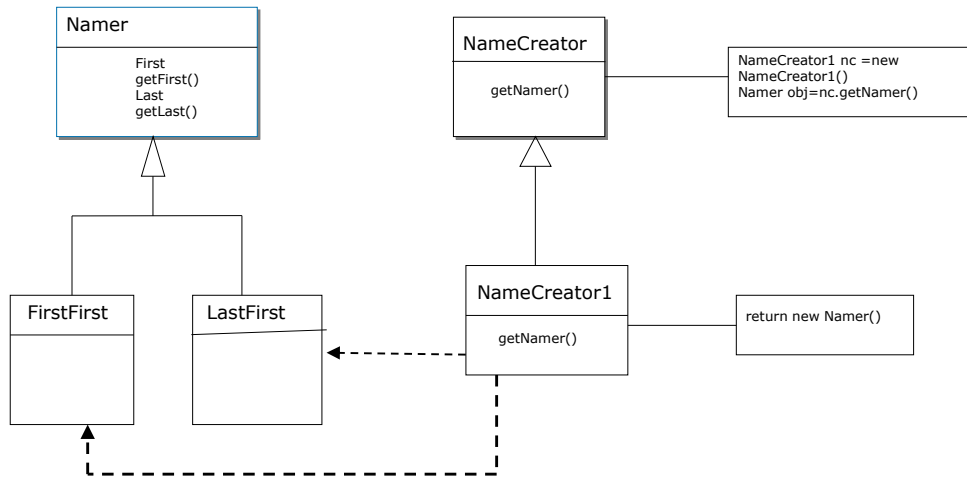 Namer
First
getFirst()
Last
getLast()
NameCreator
getNamer()
NameCreator1 nc =new
NameCreator1()
Namer obj=nc.getNamer()
FirstFirst
LastFirst
NameCreator1
getNamer()
return new Namer()